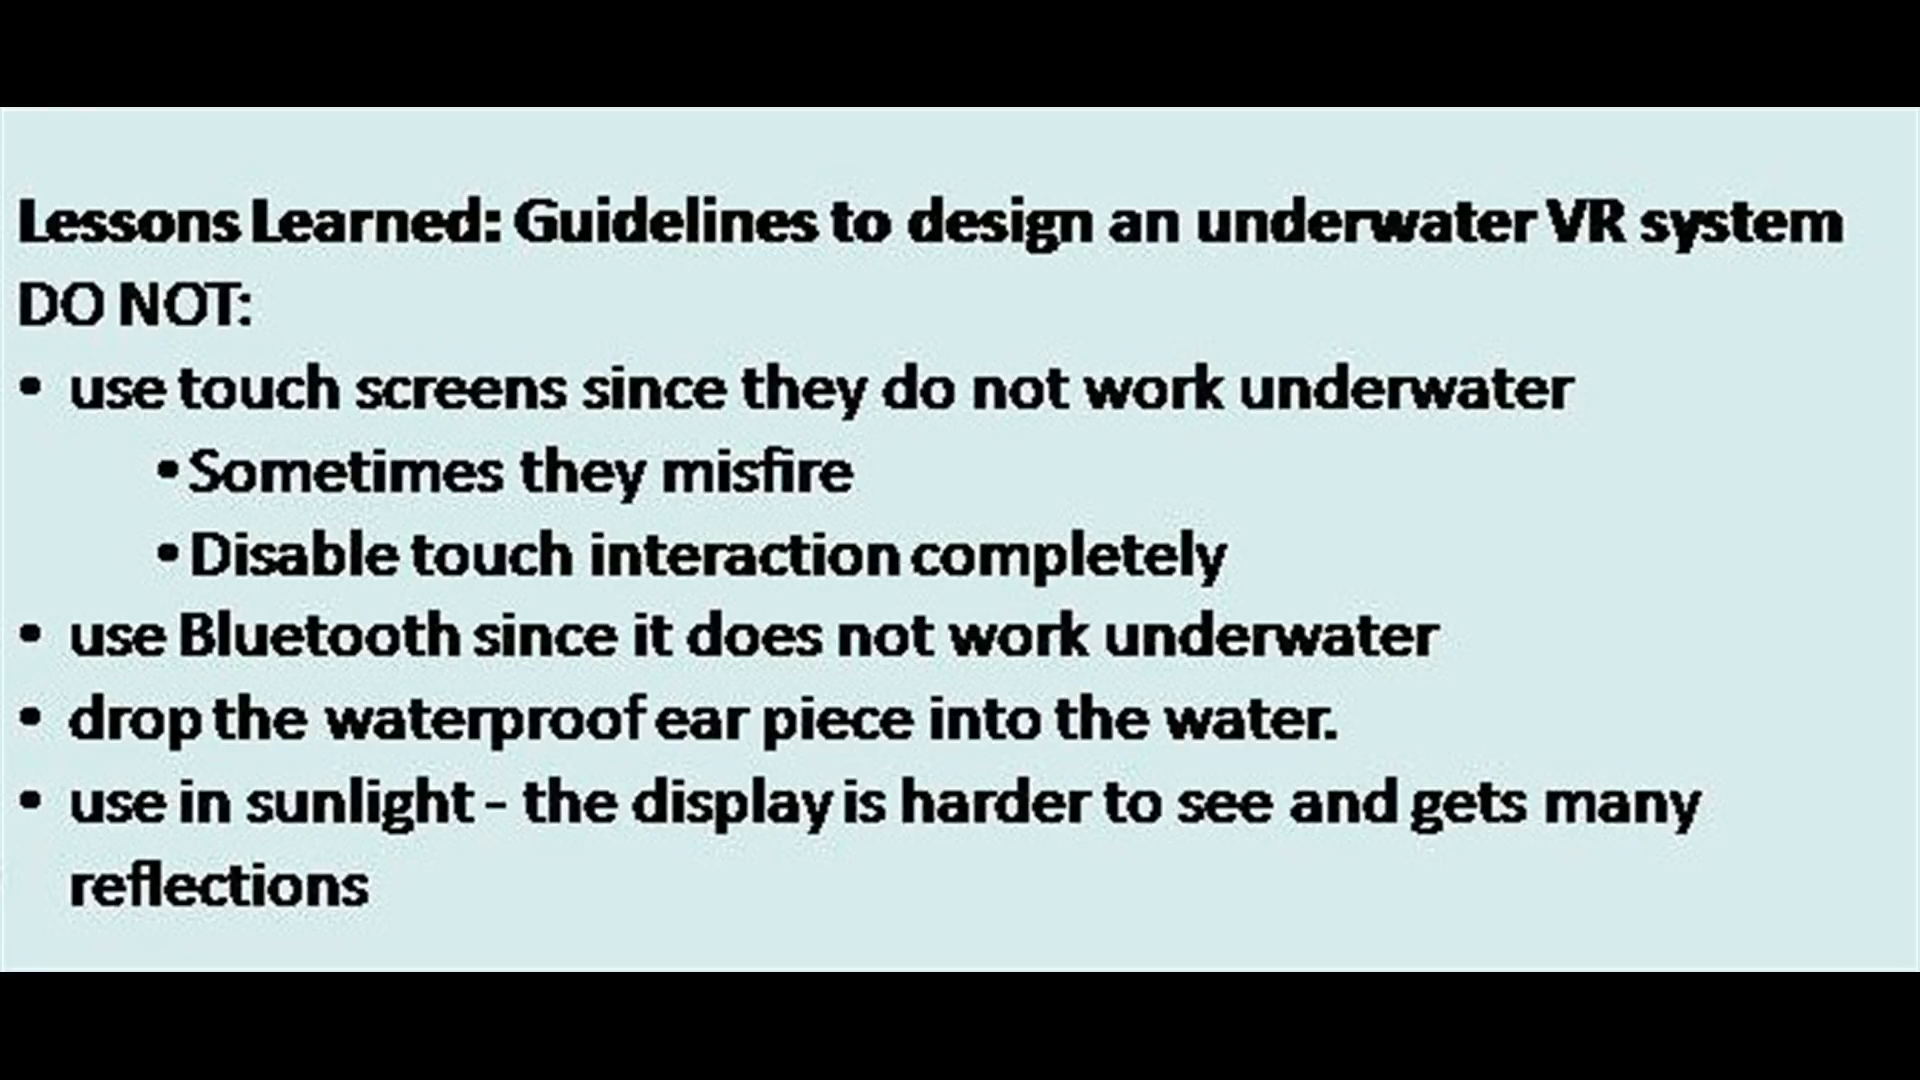 Lessons Learned: Guidelines to design an underwater VR system
DO NOT:
• use touch screens since they do not work underwater
• Sometimes they misfire
• Disable touch interaction completely
• use Bluetooth since it does not work underwater
• drop the waterproof ear piece into the water.
• use in sunlight - the display is harder to see and gets many
reflections